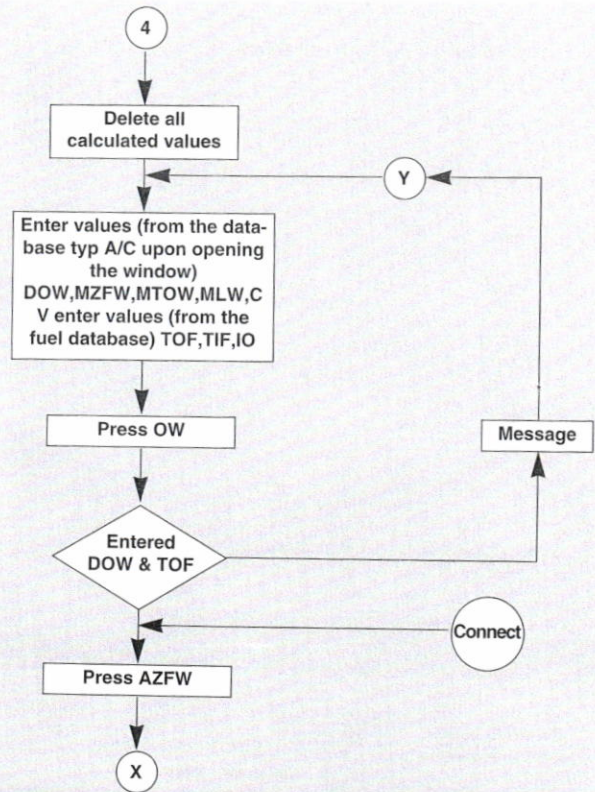 4
Delete all
calculated values
Y
Enter values (from the data-
base typ A/C upon opening
the window)
DOW,MZFW,MTOW,MLW,C
V enter values (from the
fuel database) TOF,TIF,IO
Press OW
Message
Entered
DOW & TOF
Connect
Press AZFW
X